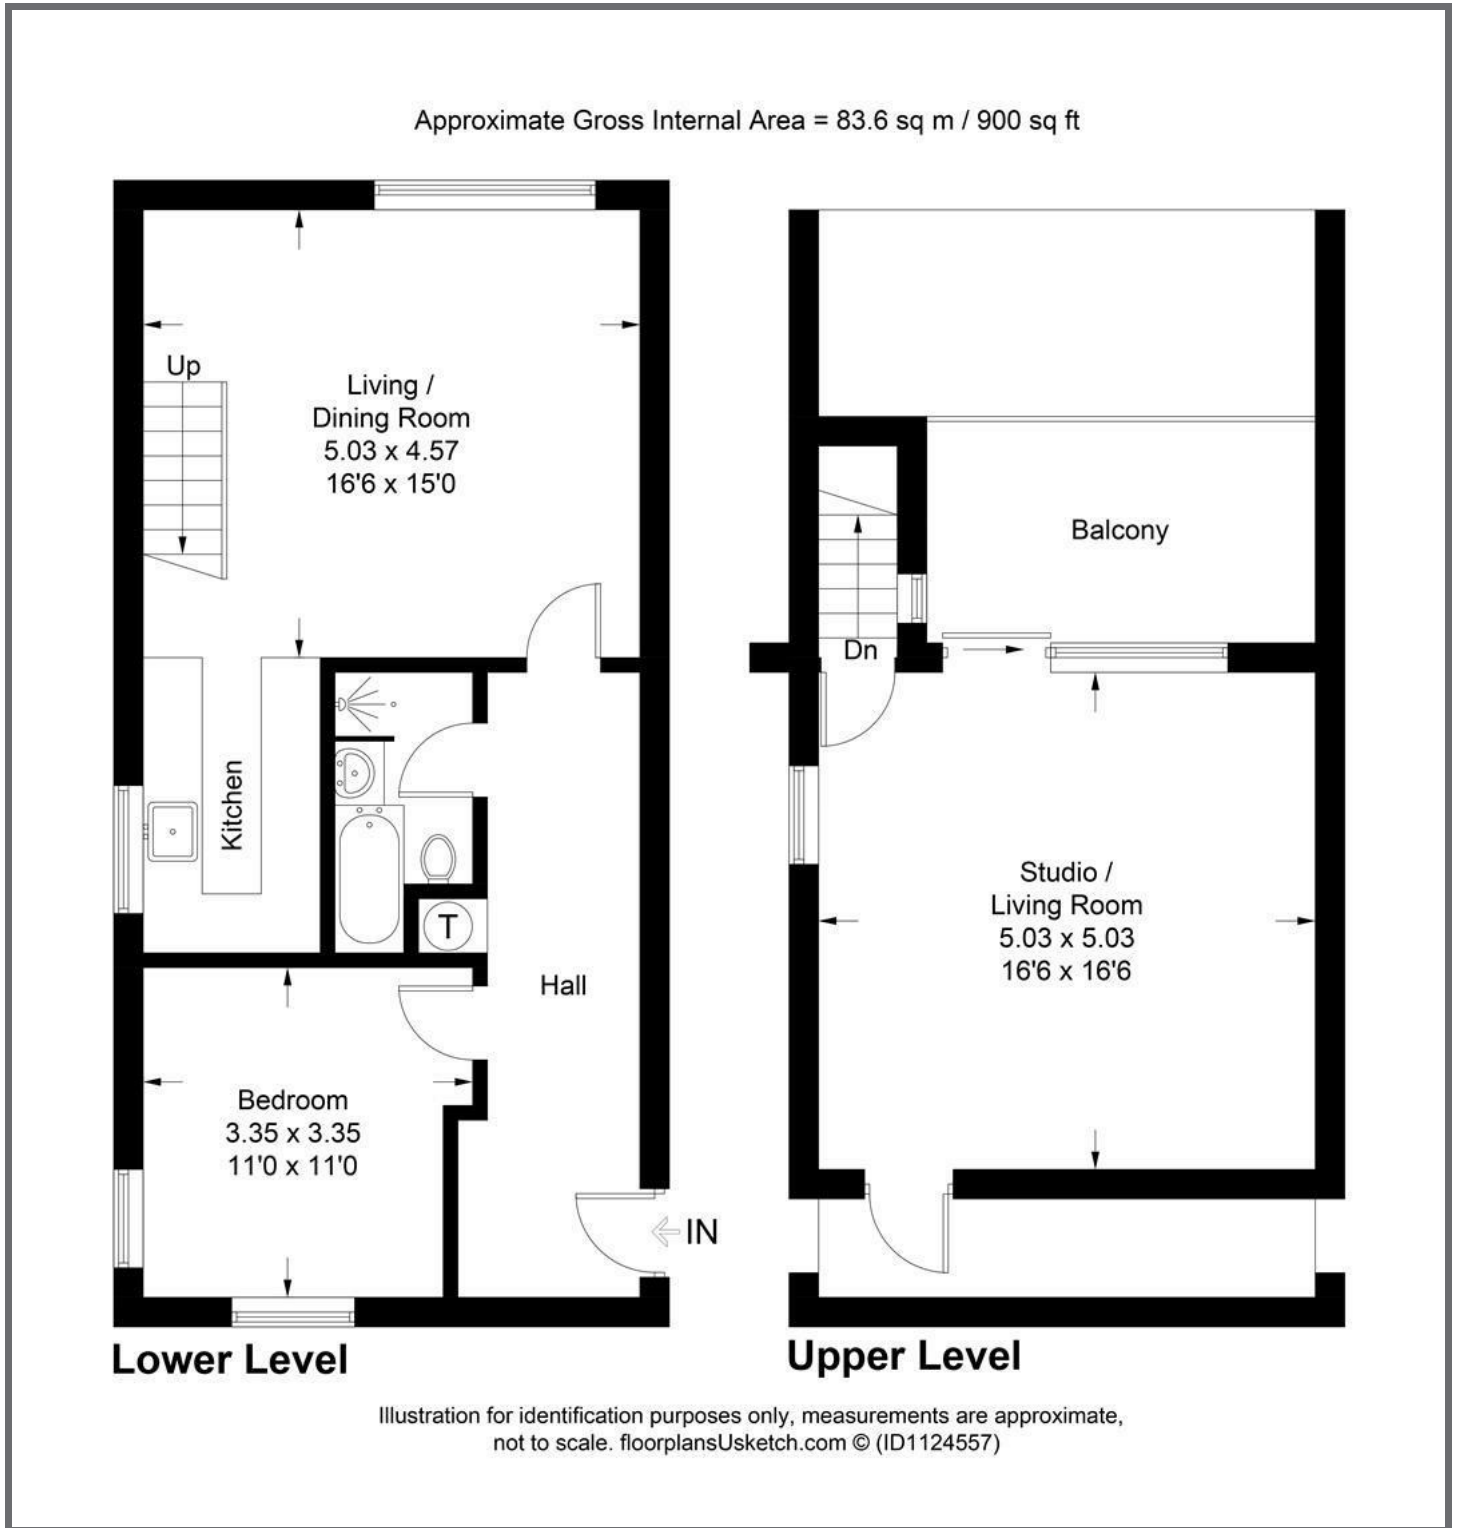 Approximate Gross Internal Area = 83.6 sq m / 900 sq ft
Up
Living /
Dining Room
5.03 x 4.57
16'6 x 15'0
Kitchen
T
Hall
Bedroom
3.35 x 3.35
11'0 x 11'0
IN
Lower Level
Balcony
Dn
Studio /
Living Room
5.03 x 5.03
16'6 x 16'6
Upper Level
Illustration for identification purposes only, measurements are approximate,
not to scale. floorplansUsketch.com © (ID1124557)